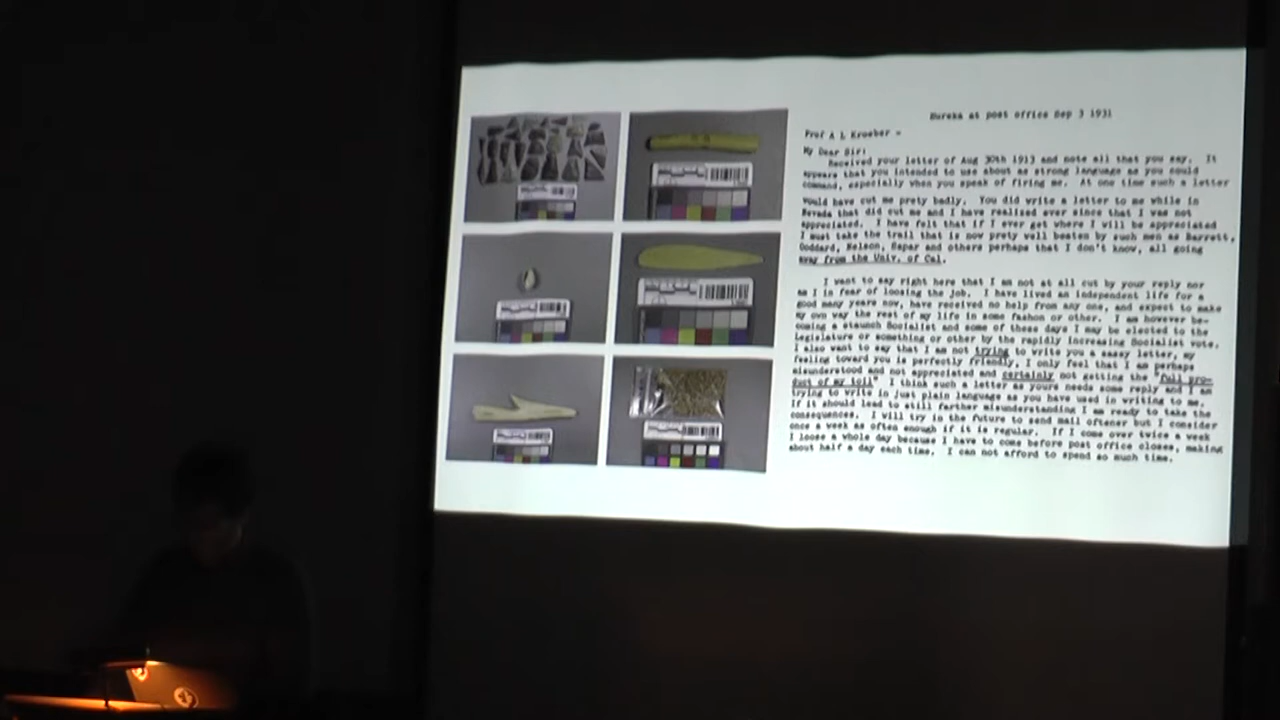 Eureka at post office Sep 3 1931
Prof A L Kroeber -
My Dear Sir:
Received your letter of Aug 30th 1913 and note all that you say. It
appears that you intended to use about as strong language as you could
command, especially when you speak of firing me. At one time such a letter
would have cut me prety badly. You did write a letter to me while in
Nevada that did cut me and I have realized ever since that I was not
appreciated. I have felt that if I ever get where I will be appreciated
I must take the trail that is now prety well beaten by such men as Barrett,
Goddard, Nelson, Sapar and others perhaps that I don't know, all going
away from the Univ. of Cal.
I want to say right here that I am not at all cut by your reply nor
am I in fear of loosing the job. I have lived an independent life for a
good many years now, have received no help from any one, and expect to make
my own way the rest of my life in some fashon or other. I am however be-
coming a staunch Socialist and some of these days I may be elected to the
Legislature or something or other by the rapidly increasing Socialist vote.
I also want to say that I am not trying to write you a sassy letter, my
feeling toward you is perfectly friendly, I only feel that I am perhaps
misunderstood and not appreciated and certainly not getting the "full pro-
duct of my toil" I think such a letter as youre needs some reply and I am
trying to write in just plain language as you have used in writing to me.
If it should lead to still farther misunderstanding I am ready to take the
consequences. I will try in the future to send mail oftener but I consider
once a week as often enough if it is regular. If I come over twice a week
I loose a whole day because I have to come before post office closes, making
about half a day each time. I can not afford to spend so much time.